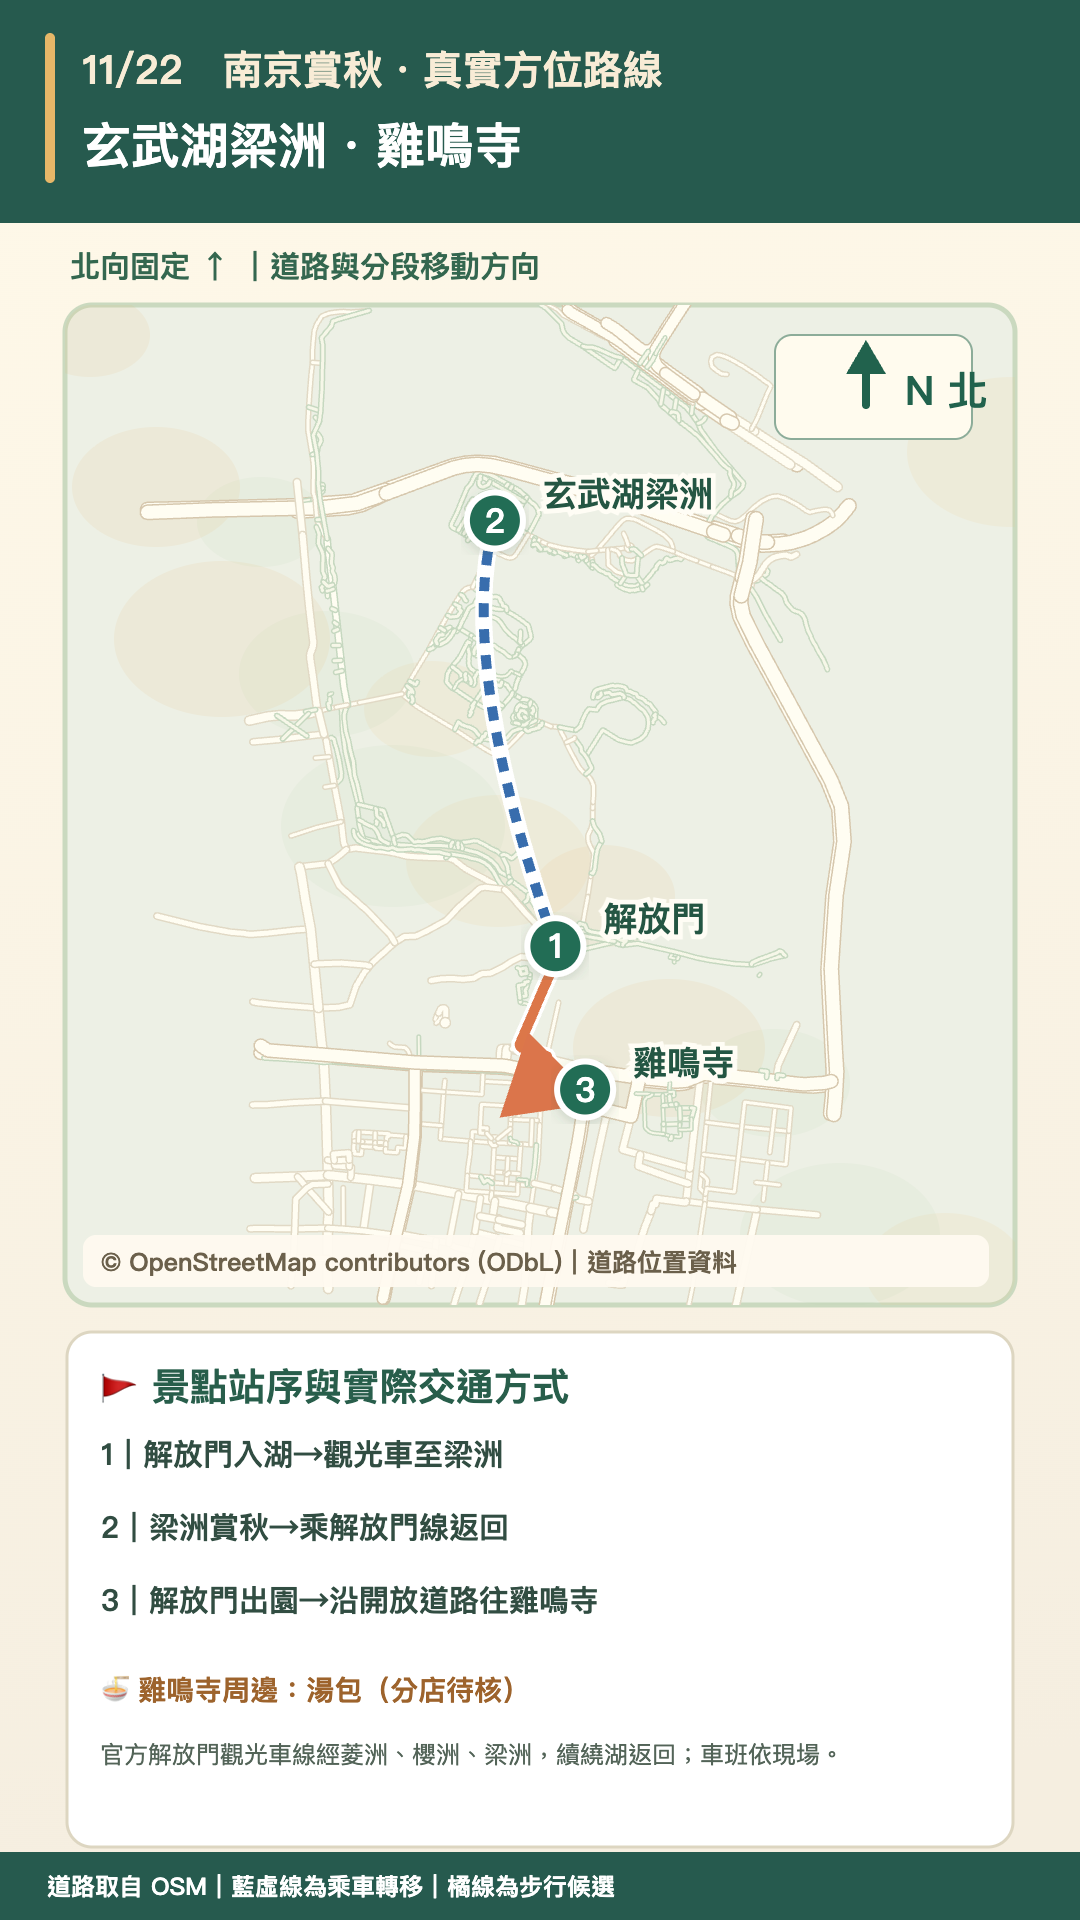 11/22 南京賞秋·真實方位路線
玄武湖梁洲·雞鳴寺
北向固定 ↑ ｜道路與分段移動方向
N 北
玄武湖梁洲
2
解放門
1
雞鳴寺
3
© OpenStreetMap contributors (ODbL)｜道路位置資料
景點站序與實際交通方式
1｜解放門入湖→觀光車至梁洲
2｜梁洲賞秋→乘解放門線返回
3｜解放門出園→沿開放道路往雞鳴寺
雞鳴寺周邊：湯包（分店待核）
官方解放門觀光車線經菱洲、櫻洲、梁洲，續繞湖返回；車班依現場。
道路取自 OSM｜藍虛線為乘車轉移｜橘線為步行候選